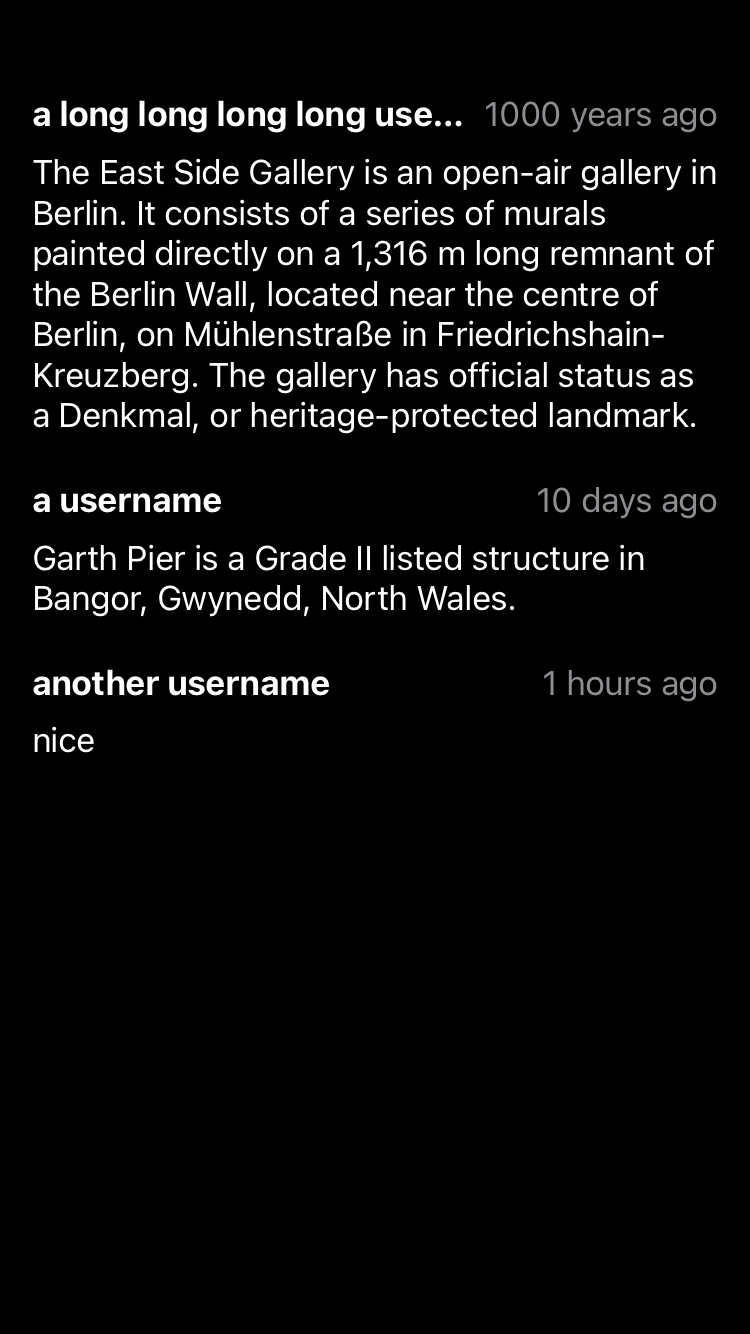 a long long long long use... 1000 years ago
The East Side Gallery is an open-air gallery in
Berlin. It consists of a series of murals
painted directly on a 1,316 m long remnant of
the Berlin Wall, located near the centre of
Berlin, on Mühlenstraße in Friedrichshain-
Kreuzberg. The gallery has official status as
a Denkmal, or heritage-protected landmark.
a username 10 days ago
Garth Pier is a Grade II listed structure in
Bangor, Gwynedd, North Wales.
another username 1 hours ago
nice